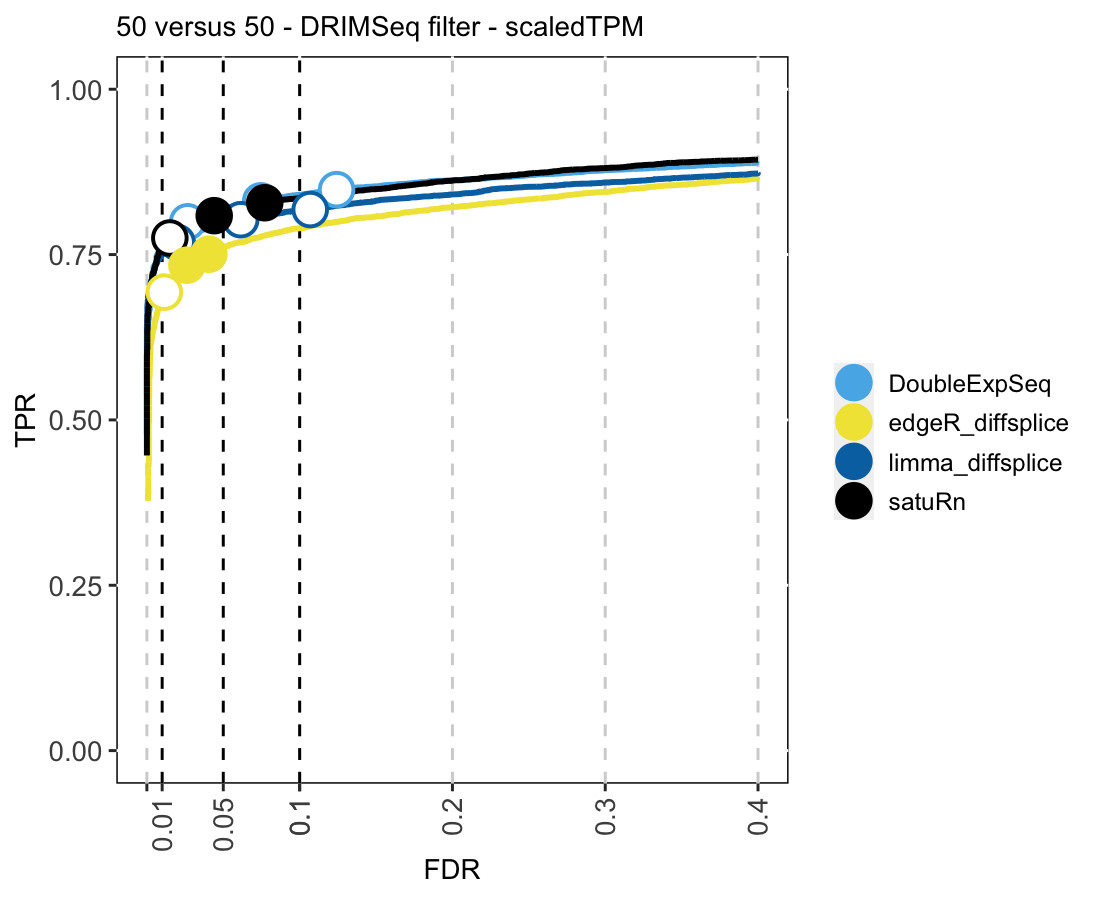 50 versus 50 - DRIMSeq filter - scaledTPM
1.00
0.75
0.50
0.25
0.00
TPR
0.01
0.05
0.1
0.2
0.3
0.4
FDR
DoubleExpSeq
edgeR_diffsplice
limma_diffsplice
satuRn